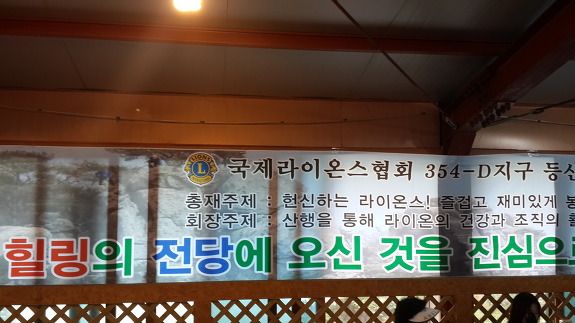 국제라이온스협회 354-D지구 등산
총재주제 : 헌신하는 라이온스! 즐겁고 재미있게
회장주제 : 산행을 통해 라이온의 건강과 조직의
힐링의 전당에 오신 것을 진심으로